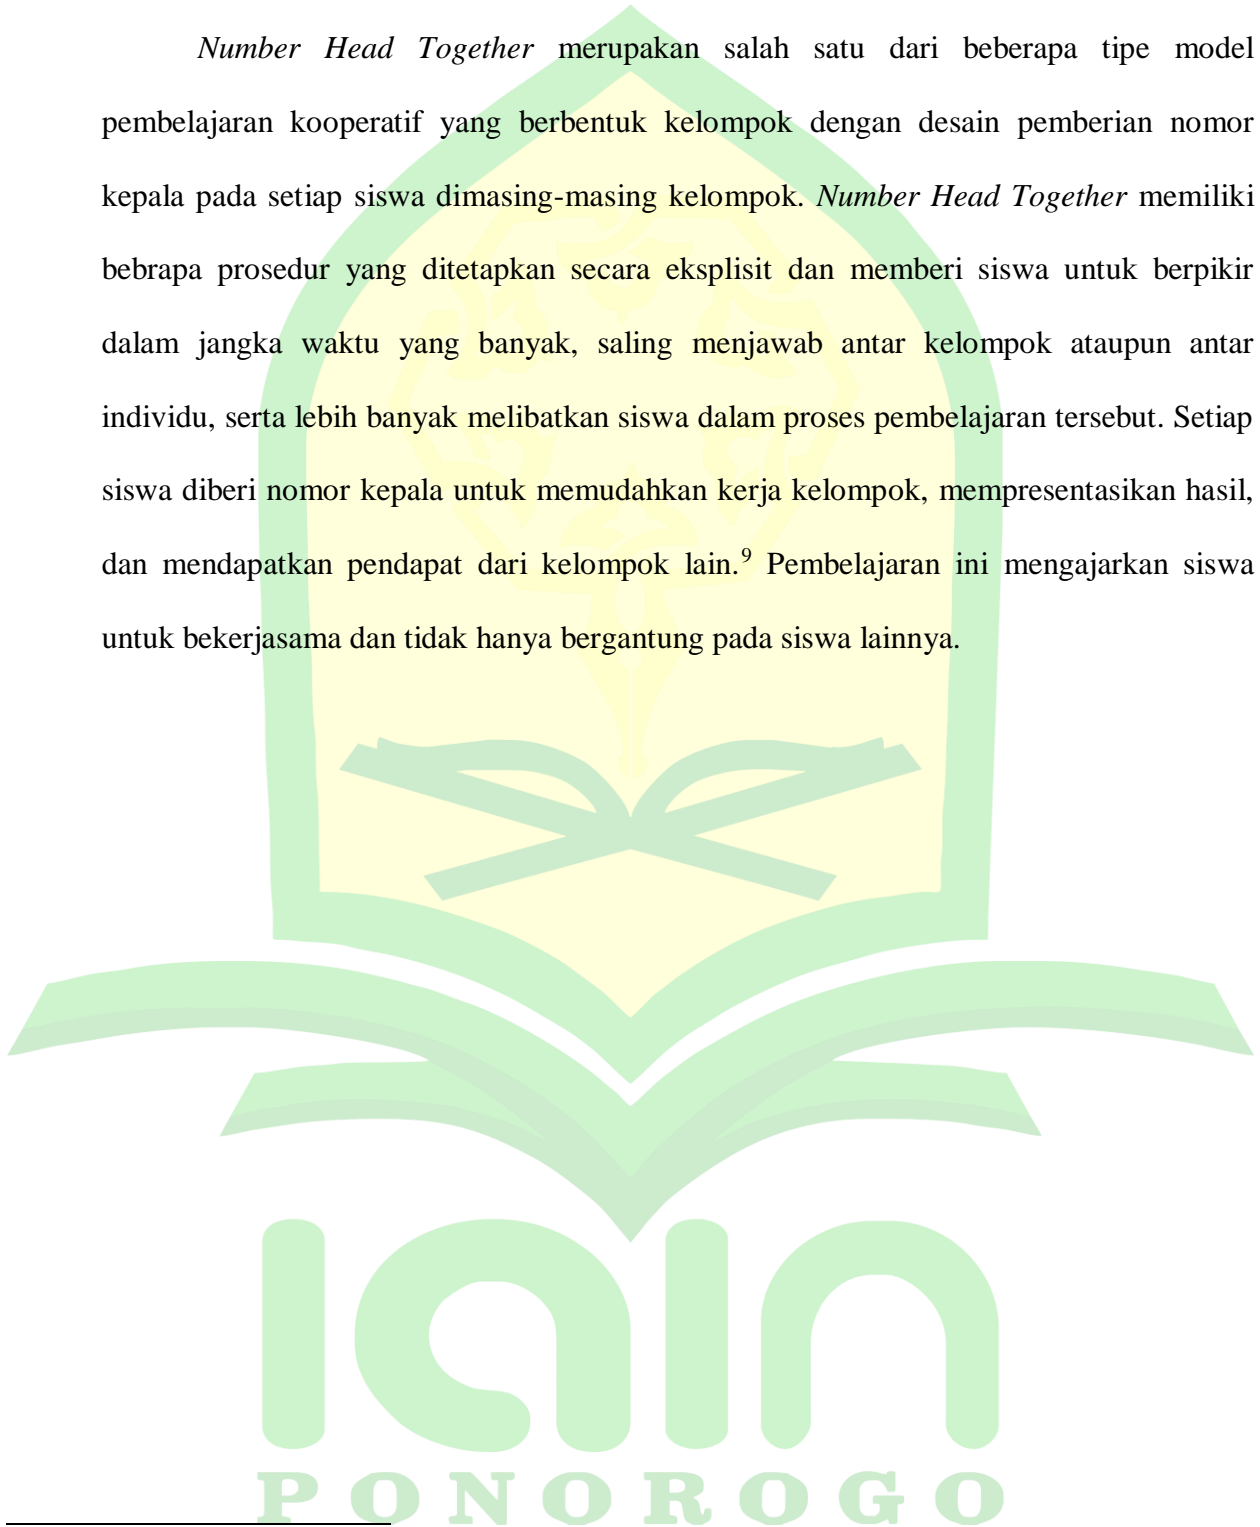 Number Head Together merupakan salah satu dari beberapa tipe model
pembelajaran kooperatif yang berbentuk kelompok dengan desain pemberian nomor
kepala pada setiap siswa dimasing-masing kelompok. Number Head Together memiliki
bebrapa prosedur yang ditetapkan secara eksplisit dan memberi siswa untuk berpikir
dalam jangka waktu yang banyak, saling menjawab antar kelompok ataupun antar
individu, serta lebih banyak melibatkan siswa dalam proses pembelajaran tersebut. Setiap
siswa diberi nomor kepala untuk memudahkan kerja kelompok, mempresentasikan hasil,
dan mendapatkan pendapat dari kelompok lain.⁹ Pembelajaran ini mengajarkan siswa
untuk bekerjasama dan tidak hanya bergantung pada siswa lainnya.
iain
PONOROGO